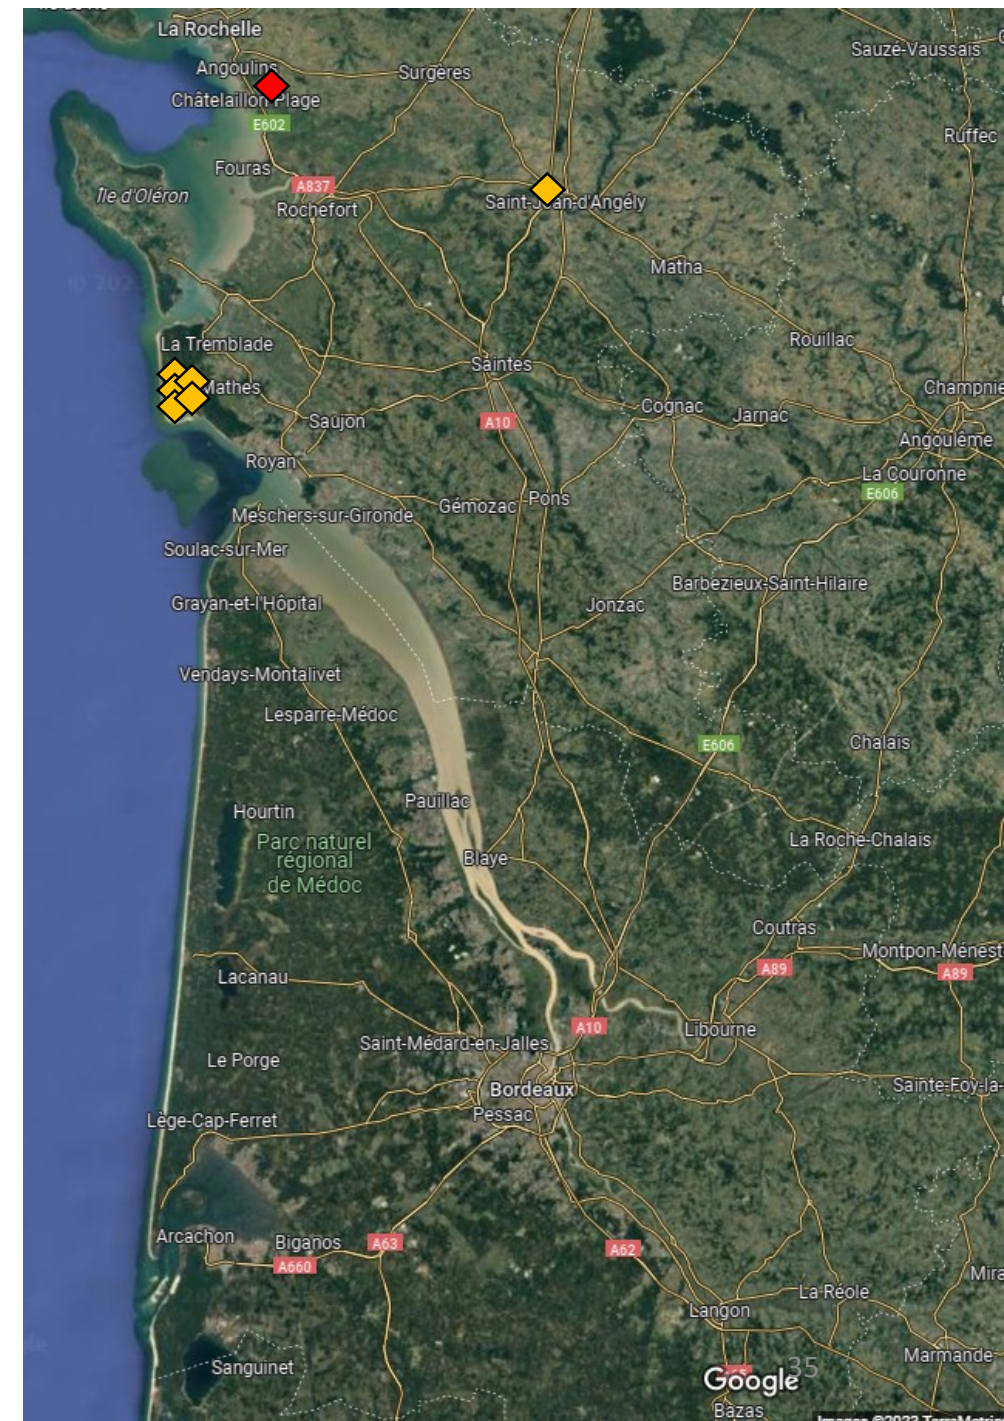 La Rochelle
Sauzé-Vaussais
Angoulins
Surgères
Châtelaillon-Plage
E602
Ruffec
Fouras
A837
Île d'Oléron
Rochefort
Saint-Jean-d'Angély
Matha
La Tremblade
Rouillac
Saintes
Mathes
Champnie
Cognac
Jarnac
Saujon
A10
Angoulême
Royan
La Couronne
E606
Gémozac
Pons
Meschers-sur-Gironde
Soulac-sur-Mer
Barbezieux-Saint-Hilaire
Grayan-et-l'Hôpital
Jonzac
Vendays-Montalivet
Lesparre-Médoc
E606
Chalais
Pauillac
Hourtin
Parc naturel
régional
de Médoc
La Roche-Chalais
Blaye
Coutras
Montpon-Ménest
A89
A89
Lacanau
A10
Libourne
Saint-Médard-en-Jalles
Le Porge
Bordeaux
Sainte-Foy-la-
Pessac
Lège-Cap-Ferret
Arcachon
Biganos
A63
A62
A660
Mira
La Réole
Langon
Marmande
Sanguinet
35
Google
Bazas